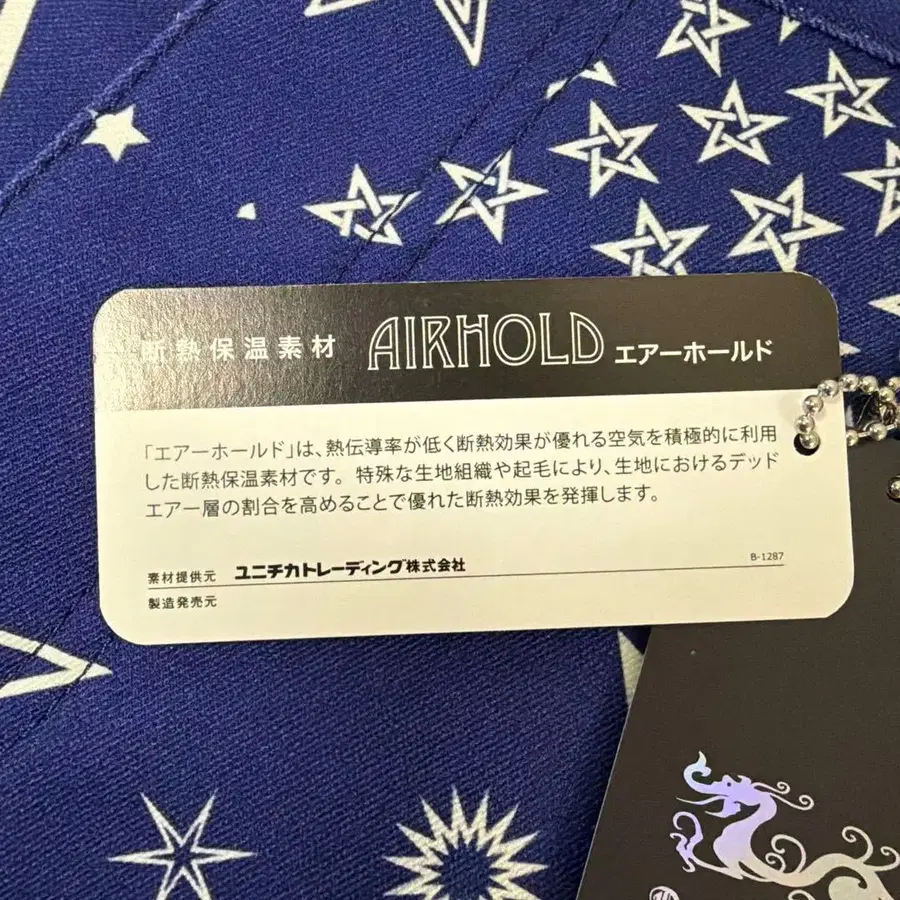 断熱保温素材 AIRHOLD エアーホールド
「エアーホールド」は、熱伝導率が低く断熱効果が優れる空気を積極的に利用
した断熱保温素材です。特殊な生地組織や起毛により、生地におけるデッド
エアー層の割合を高めることで優れた断熱効果を発揮します。
B-1287
素材提供元 ユニチカトレーディング株式会社
製造発売元